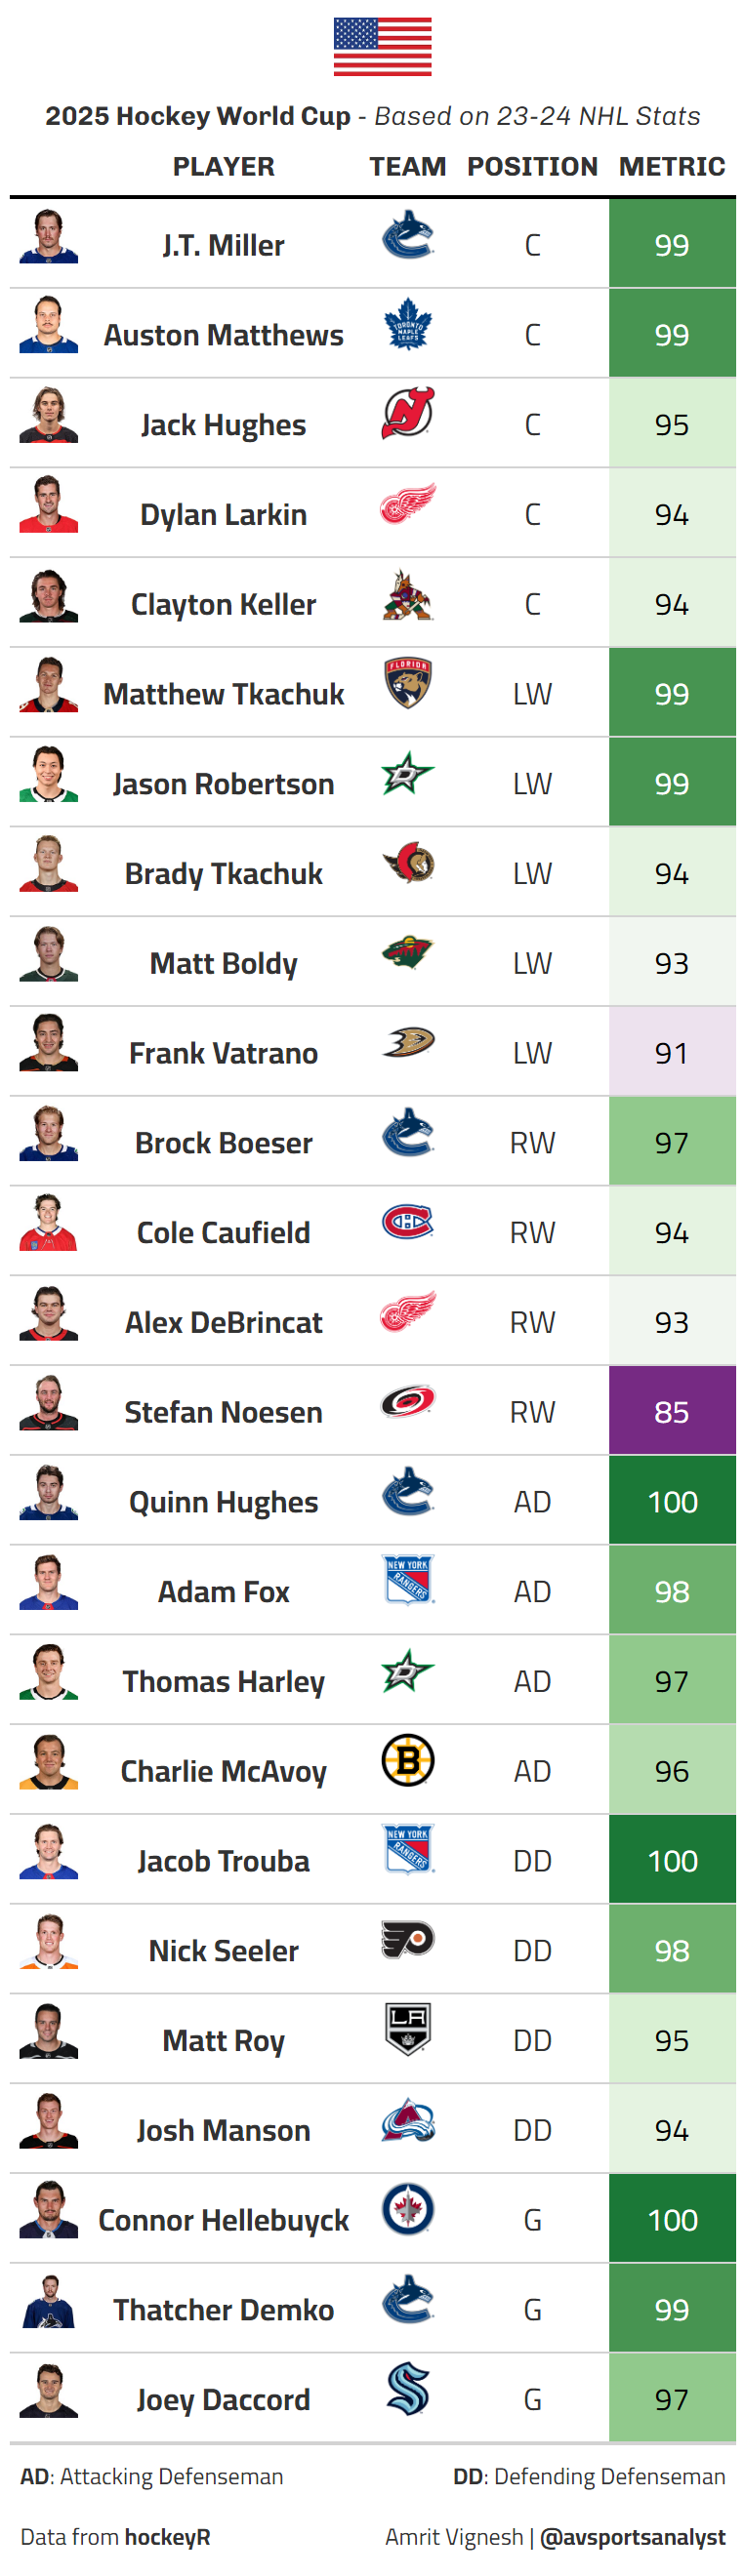 2025 Hockey World Cup - Based on 23-24 NHL Stats
PLAYER TEAM POSITION METRIC
J.T. Miller C 99
Auston Matthews TORONTO MAPLE LEAFS C 99
Jack Hughes C 95
Dylan Larkin C 94
Clayton Keller C 94
Matthew Tkachuk FLORIDA LW 99
Jason Robertson D LW 99
Brady Tkachuk LW 94
Matt Boldy LW 93
Frank Vatrano LW 91
Brock Boeser RW 97
Cole Caufield RW 94
Alex DeBrincat RW 93
Stefan Noesen RW 85
Quinn Hughes AD 100
Adam Fox NEW YORK RANGERS AD 98
Thomas Harley D AD 97
Charlie McAvoy B AD 96
Jacob Trouba NEW YORK RANGERS DD 100
Nick Seeler DD 98
Matt Roy LA DD 95
Josh Manson DD 94
Connor Hellebuyck G 100
Thatcher Demko G 99
Joey Daccord G 97
AD: Attacking Defenseman DD: Defending Defenseman
Data from hockeyR Amrit Vignesh | @avsportsanalyst